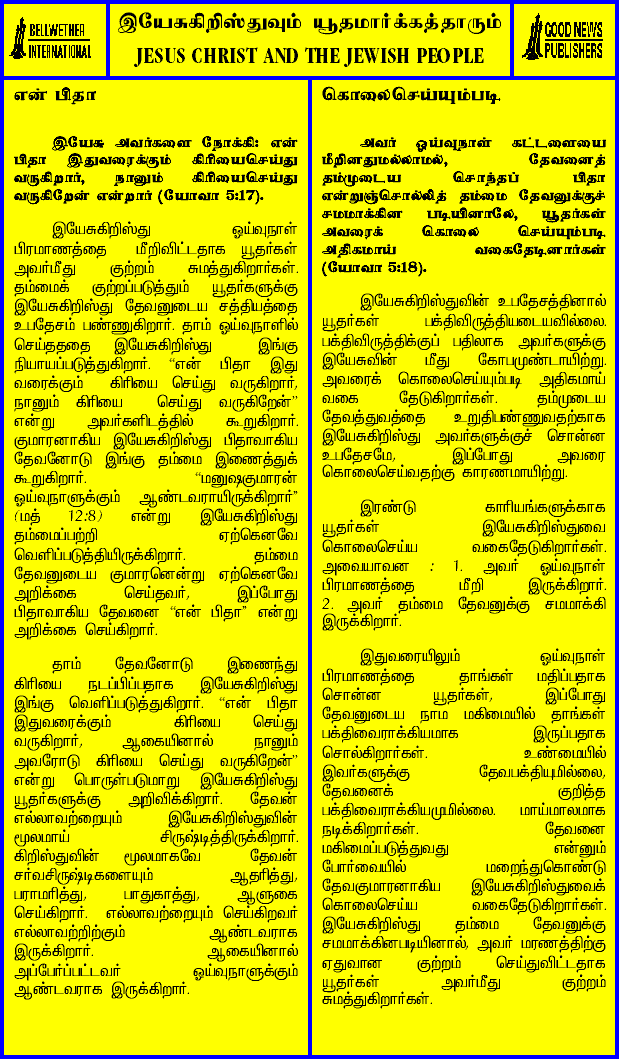 BELLWETHER
INTERNATIONAL
இயேசுகிறிஸ்துவும் யூதமார்க்கத்தாரும்
JESUS CHRIST AND THE JEWISH PEOPLE
GOOD NEWS
PUBLISHERS
என் பிதா
இயேசு அவர்களை நோக்கி: என்
பிதா இதுவரைக்கும் கிரியைசெய்து
வருகிறார், நானும் கிரியைசெய்து
வருகிறேன் என்றார் (யோவா 5:17).
இயேசுகிறிஸ்து ஓய்வுநாள்
பிரமாணத்தை மீறிவிட்டதாக யூதர்கள்
அவர்மீது குற்றம் சுமத்துகிறார்கள்.
தம்மைக் குற்றப்படுத்தும் யூதர்களுக்கு
இயேசுகிறிஸ்து தேவனுடைய சத்தியத்தை
உபதேசம் பண்ணுகிறார். தாம் ஓய்வுநாளில்
செய்ததை இயேசுகிறிஸ்து இங்கு
நியாயப்படுத்துகிறார். “என் பிதா இது
வரைக்கும் கிரியை செய்து வருகிறார்,
நானும் கிரியை செய்து வருகிறேன்”
என்று அவர்களிடத்தில் கூறுகிறார்.
குமாரனாகிய இயேசுகிறிஸ்து பிதாவாகிய
தேவனோடு இங்கு தம்மை இணைத்துக்
கூறுகிறார். “மனுஷகுமாரன்
ஓய்வுநாளுக்கும் ஆண்டவராயிருக்கிறார்”
(மத் 12:8) என்று இயேசுகிறிஸ்து
தம்மைப்பற்றி ஏற்கெனவே
வெளிப்படுத்தியிருக்கிறார். தம்மை
தேவனுடைய குமாரனென்று ஏற்கெனவே
அறிக்கை செய்தவர், இப்போது
பிதாவாகிய தேவனை “என் பிதா” என்று
அறிக்கை செய்கிறார்.
தாம் தேவனோடு இணைந்து
கிரியை நடப்பிப்பதாக இயேசுகிறிஸ்து
இங்கு வெளிப்படுத்துகிறார். “என் பிதா
இதுவரைக்கும் கிரியை செய்து
வருகிறார், ஆகையினால் நானும்
அவரோடு கிரியை செய்து வருகிறேன்”
என்று பொருள்படுமாறு இயேசுகிறிஸ்து
யூதர்களுக்கு அறிவிக்கிறார். தேவன்
எல்லாவற்றையும் இயேசுகிறிஸ்துவின்
மூலமாய் சிருஷ்டித்திருக்கிறார்.
கிறிஸ்துவின் மூலமாகவே தேவன்
சர்வசிருஷ்டிகளையும் ஆதரித்து,
பராமரித்து, பாதுகாத்து, ஆளுகை
செய்கிறார். எல்லாவற்றையும் செய்கிறவர்
எல்லாவற்றிற்கும் ஆண்டவராக
இருக்கிறார். ஆகையினால்
அப்பேர்ப்பட்டவர் ஓய்வுநாளுக்கும்
ஆண்டவராக இருக்கிறார்.
கொலைசெய்யும்படி
அவர் ஓய்வுநாள் கட்டளையை
மீறினதுமல்லாமல், தேவனைத்
தம்முடைய சொந்தப் பிதா
என்றுஞ்சொல்லித் தம்மை தேவனுக்குச்
சமமாக்கின படியினாலே, யூதர்கள்
அவரைக் கொலை செய்யும்படி
அதிகமாய் வகைதேடினார்கள்
(யோவா 5:18).
இயேசுகிறிஸ்துவின் உபதேசத்தினால்
யூதர்கள் பக்திவிருத்தியடையவில்லை.
பக்திவிருத்திக்குப் பதிலாக அவர்களுக்கு
இயேசுவின் மீது கோபமுண்டாயிற்று.
அவரைக் கொலைசெய்யும்படி அதிகமாய்
வகை தேடுகிறார்கள். தம்முடைய
தேவத்துவத்தை உறுதிபண்ணுவதற்காக
இயேசுகிறிஸ்து அவர்களுக்குச் சொன்ன
உபதேசமே, இப்போது அவரை
கொலைசெய்வதற்கு காரணமாயிற்று.
இரண்டு காரியங்களுக்காக
யூதர்கள் இயேசுகிறிஸ்துவை
கொலைசெய்ய வகைதேடுகிறார்கள்.
அவையாவன : 1. அவர் ஓய்வுநாள்
பிரமாணத்தை மீறி இருக்கிறார்.
2. அவர் தம்மை தேவனுக்கு சமமாக்கி
இருக்கிறார்.
இதுவரையிலும் ஓய்வுநாள்
பிரமாணத்தை தாங்கள் மதிப்பதாக
சொன்ன யூதர்கள், இப்போது
தேவனுடைய நாம மகிமையில் தாங்கள்
பக்திவைராக்கியமாக இருப்பதாக
சொல்கிறார்கள். உண்மையில்
இவர்களுக்கு தேவபக்தியுமில்லை,
தேவனைக் குறித்த
பக்திவைராக்கியமுமில்லை. மாய்மாலமாக
நடிக்கிறார்கள். தேவனை
மகிமைப்படுத்துவது என்னும்
போர்வையில் மறைந்துகொண்டு
தேவகுமாரனாகிய இயேசுகிறிஸ்துவைக்
கொலைசெய்ய வகைதேடுகிறார்கள்.
இயேசுகிறிஸ்து தம்மை தேவனுக்கு
சமமாக்கினபடியினால், அவர் மரணத்திற்கு
ஏதுவான குற்றம் செய்துவிட்டதாக
யூதர்கள் அவர்மீது குற்றம்
சுமத்துகிறார்கள்.